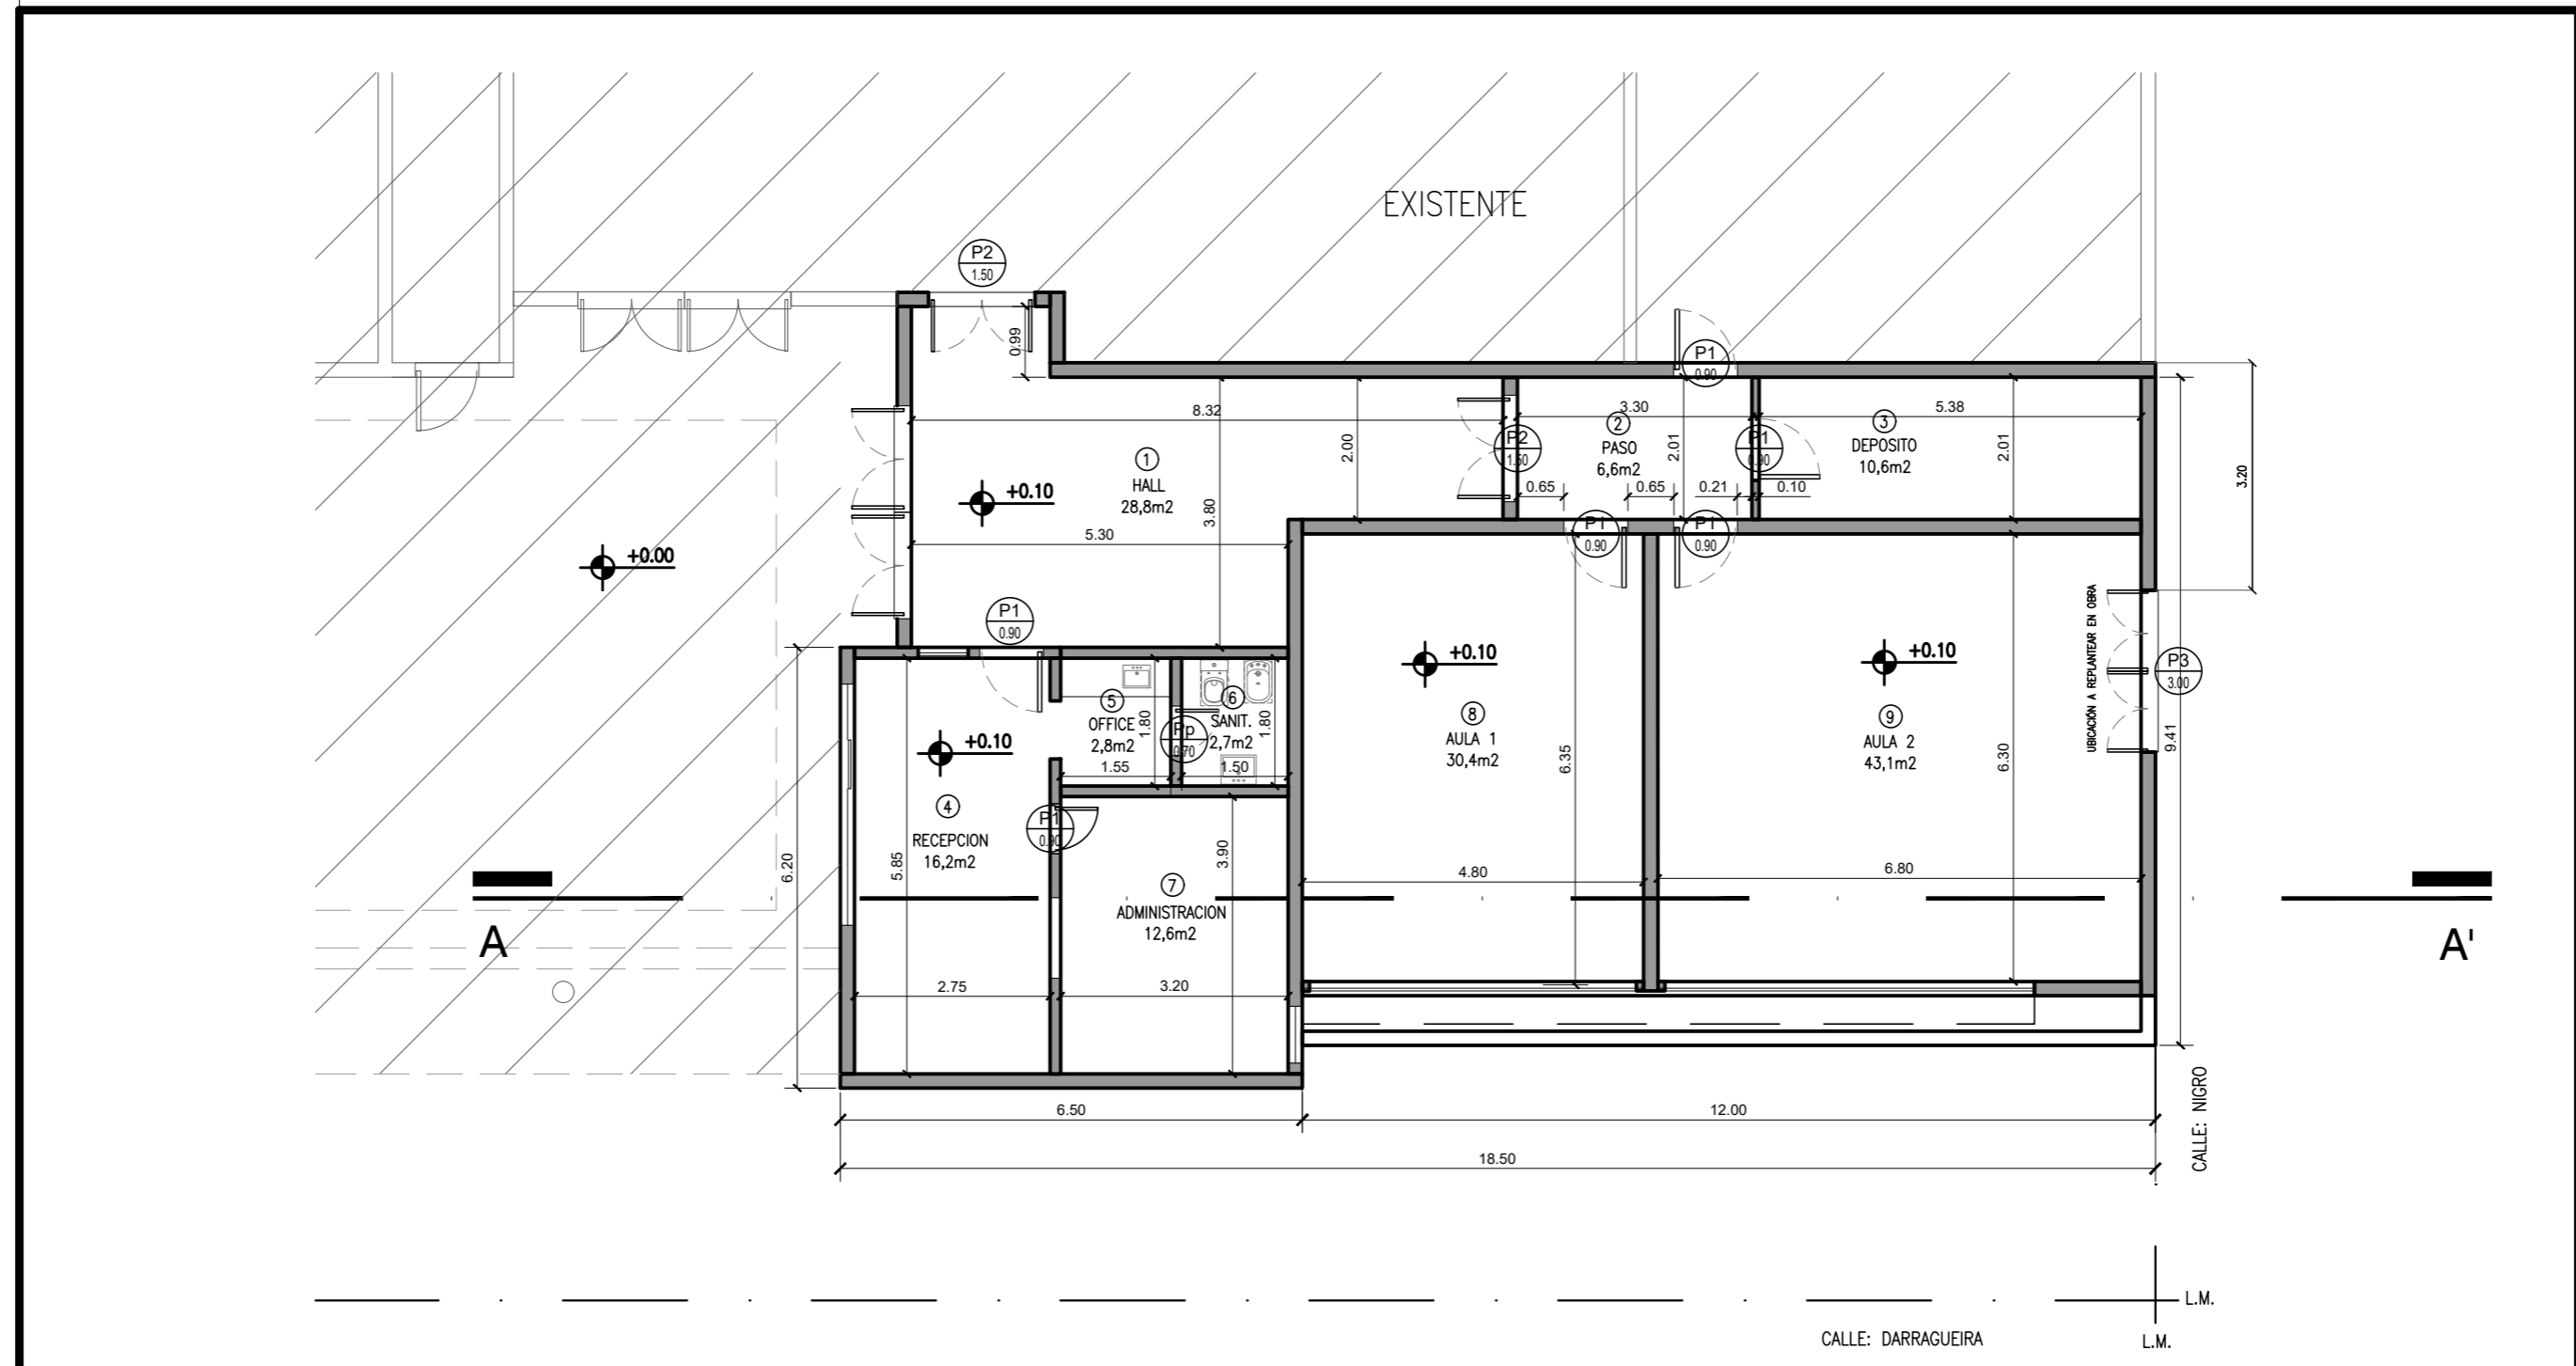 EXISTENTE
P2
1.50
0.99
P1
0.90
8.32
3.30
5.38
2
PASO
6,6m2
3
DEPOSITO
10,6m2
P2
1.50
P1
0.90
2.00
2.01
2.01
3.20
1
HALL
28,8m2
+0.10
3.80
0.65
0.65
0.21
0.10
5.30
P1
0.90
P1
0.90
+0.00
P1
0.90
UBICACIÓN A REPLANTEAR EN OBRA
+0.10
+0.10
P3
3.00
5
OFFICE
2,8m2
1.80
6
SANIT.
2,7m2
1.80
Pp
0.70
+0.10
8
AULA 1
30,4m2
9
AULA 2
43,1m2
9.41
6.35
6.30
1.55
1.50
4
RECEPCION
16,2m2
P1
0.90
6.20
5.85
3.90
4.80
6.80
7
ADMINISTRACION
12,6m2
A
A'
2.75
3.20
6.50
12.00
CALLE: NIGRO
18.50
L.M.
CALLE: DARRAGUEIRA
L.M.